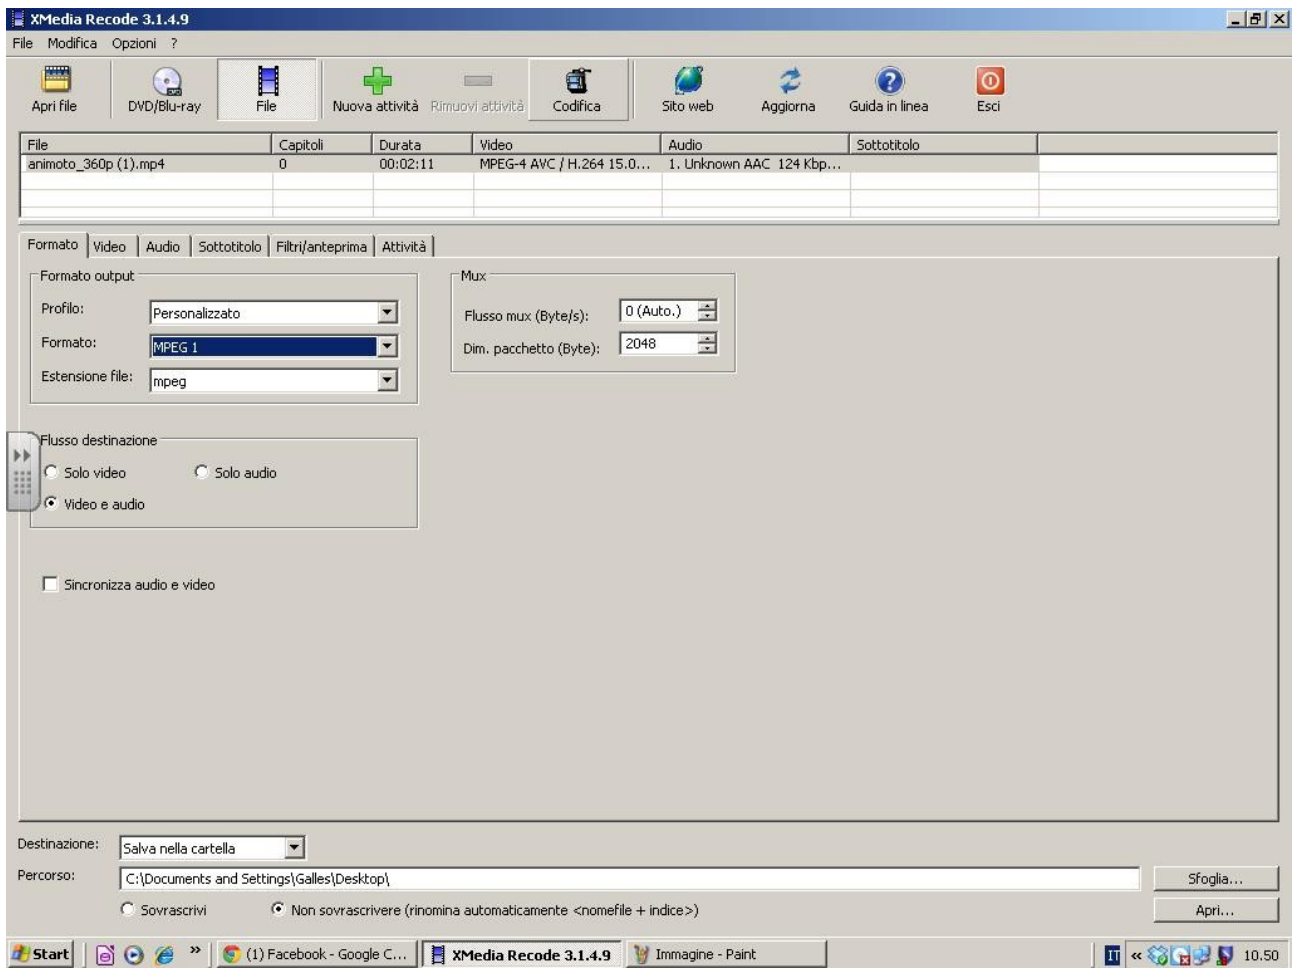 XMedia Recode 3.1.4.9
File Modifica Opzioni ?
Apri file DVD/Blu-ray File Nuova attività Rimuovi attività Codifica Sito web Aggiorna Guida in linea Esci
File Capitoli Durata Video Audio Sottotitolo
animoto_360p (1).mp4 0 00:02:11 MPEG-4 AVC / H.264 15.0... 1. Unknown AAC 124 Kbp...
Formato Video Audio Sottotitolo Filtri/anteprima Attività
Formato output Mux
Profilo: Personalizzato Flusso mux (Byte/s): 0 (Auto.)
Formato: MPEG 1 Dim. pacchetto (Byte): 2048
Estensione file: mpeg
Flusso destinazione
Solo video Solo audio
Video e audio
Sincronizza audio e video
Destinazione: Salva nella cartella
Percorso: C:\Documents and Settings\Galles\Desktop\ Sfoglia...
Sovrascrivi Non sovrascrivere (rinomina automaticamente <nomefile + indice>) Apri...
Start » (1) Facebook - Google C... XMedia Recode 3.1.4.9 Immagine - Paint IT « 10.50